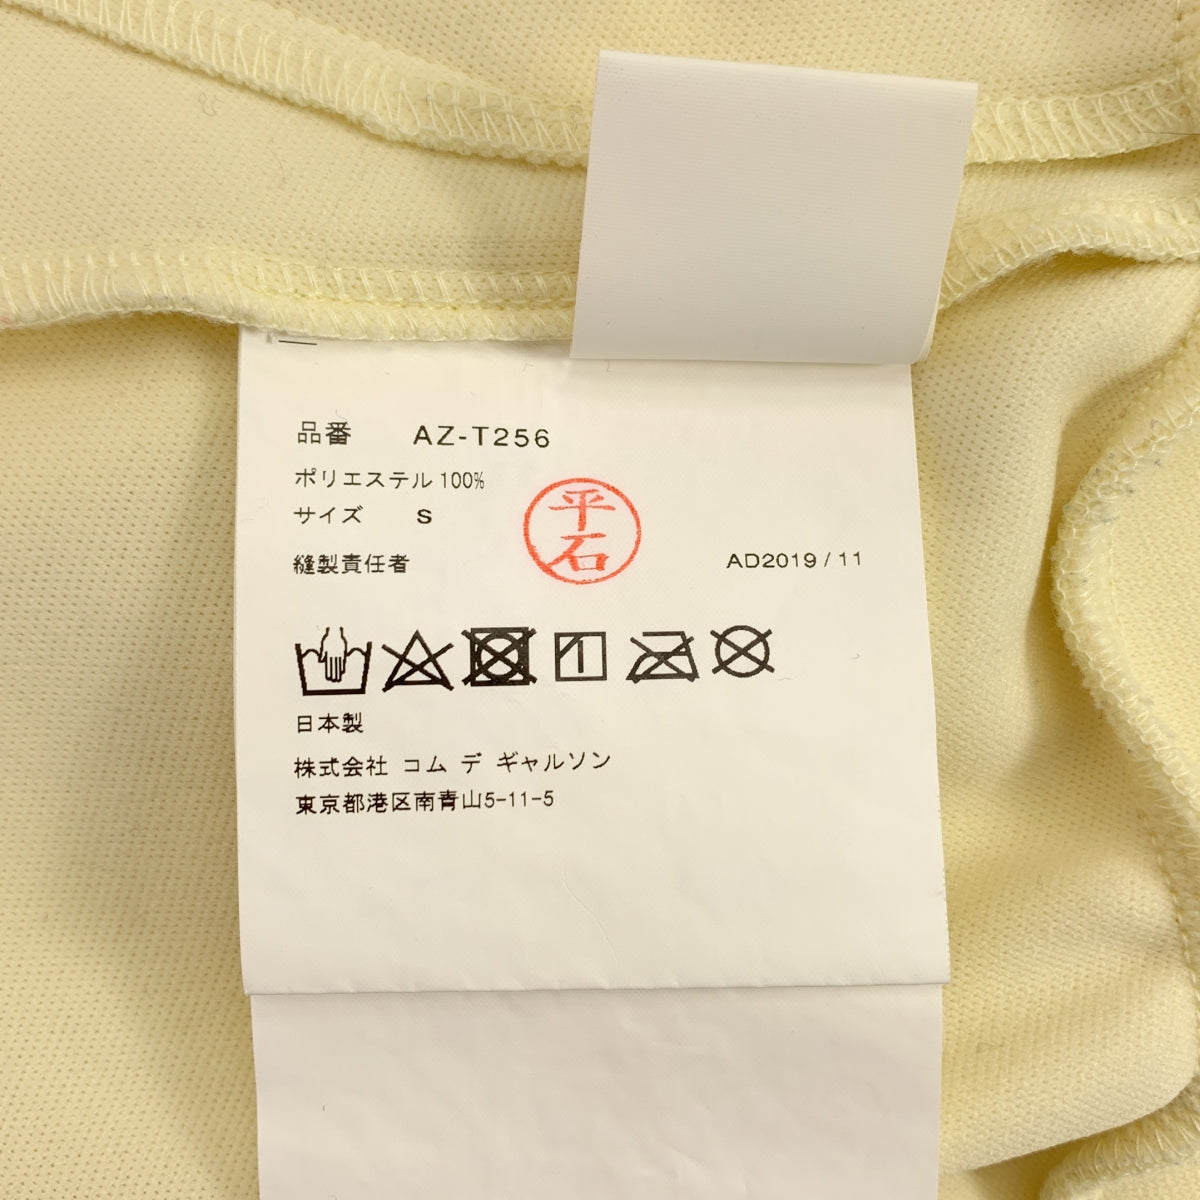 品番 AZ-T256
ポリエステル 100%
サイズ S
平石
縫製責任者 AD2019 / 11
日本製
株式会社 コム デ ギャルソン
東京都港区南青山5-11-5